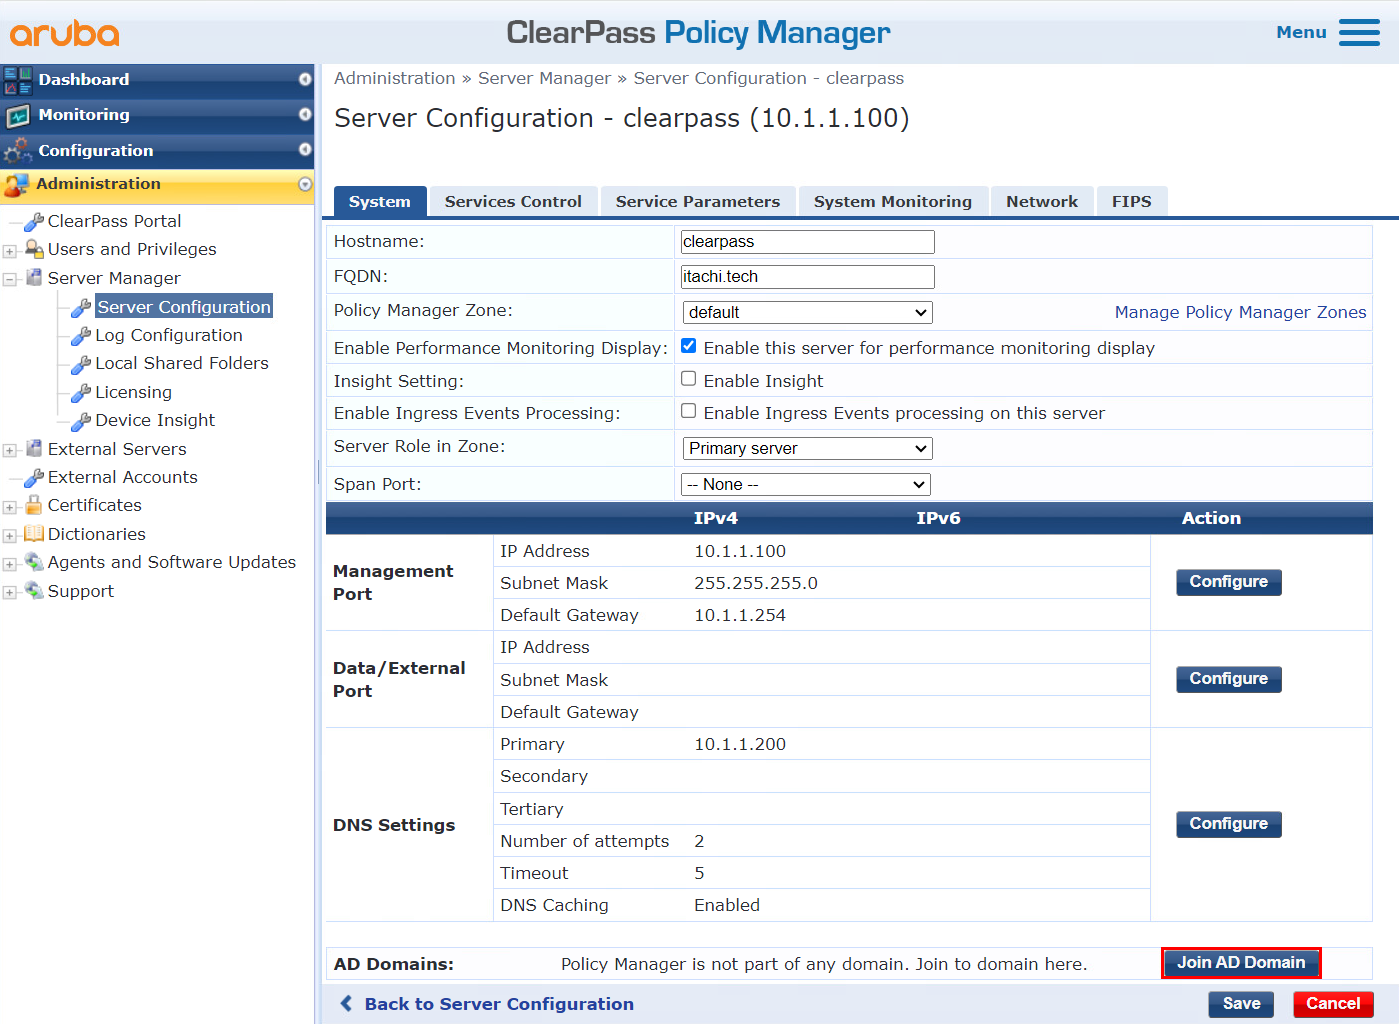 aruba
ClearPass Policy Manager
Menu
Dashboard
Monitoring
Configuration
Administration
ClearPass Portal
Users and Privileges
Server Manager
Server Configuration
Log Configuration
Local Shared Folders
Licensing
Device Insight
External Servers
External Accounts
Certificates
Dictionaries
Agents and Software Updates
Support
Administration » Server Manager » Server Configuration - clearpass
Server Configuration - clearpass (10.1.1.100)
System Services Control Service Parameters System Monitoring Network FIPS
Hostname: clearpass
FQDN: itachi.tech
Policy Manager Zone: default Manage Policy Manager Zones
Enable Performance Monitoring Display: Enable this server for performance monitoring display
Insight Setting: Enable Insight
Enable Ingress Events Processing: Enable Ingress Events processing on this server
Server Role in Zone: Primary server
Span Port: -- None --
IPv4 IPv6 Action
Management Port
IP Address 10.1.1.100
Subnet Mask 255.255.255.0
Default Gateway 10.1.1.254
Configure
Data/External Port
IP Address
Subnet Mask
Default Gateway
Configure
DNS Settings
Primary 10.1.1.200
Secondary
Tertiary
Number of attempts 2
Timeout 5
DNS Caching Enabled
Configure
AD Domains: Policy Manager is not part of any domain. Join to domain here. Join AD Domain
Back to Server Configuration Save Cancel